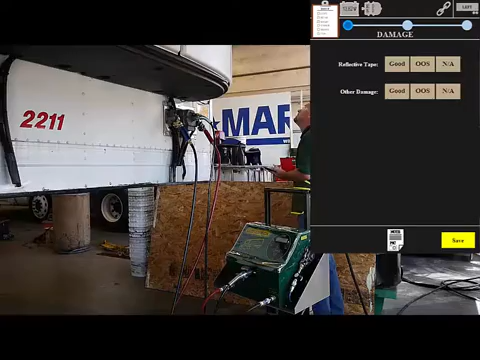 DAMAGE
Reflective Tape: Good OOS N/A
Other Damage: Good OOS N/A
Save
2211
MAR